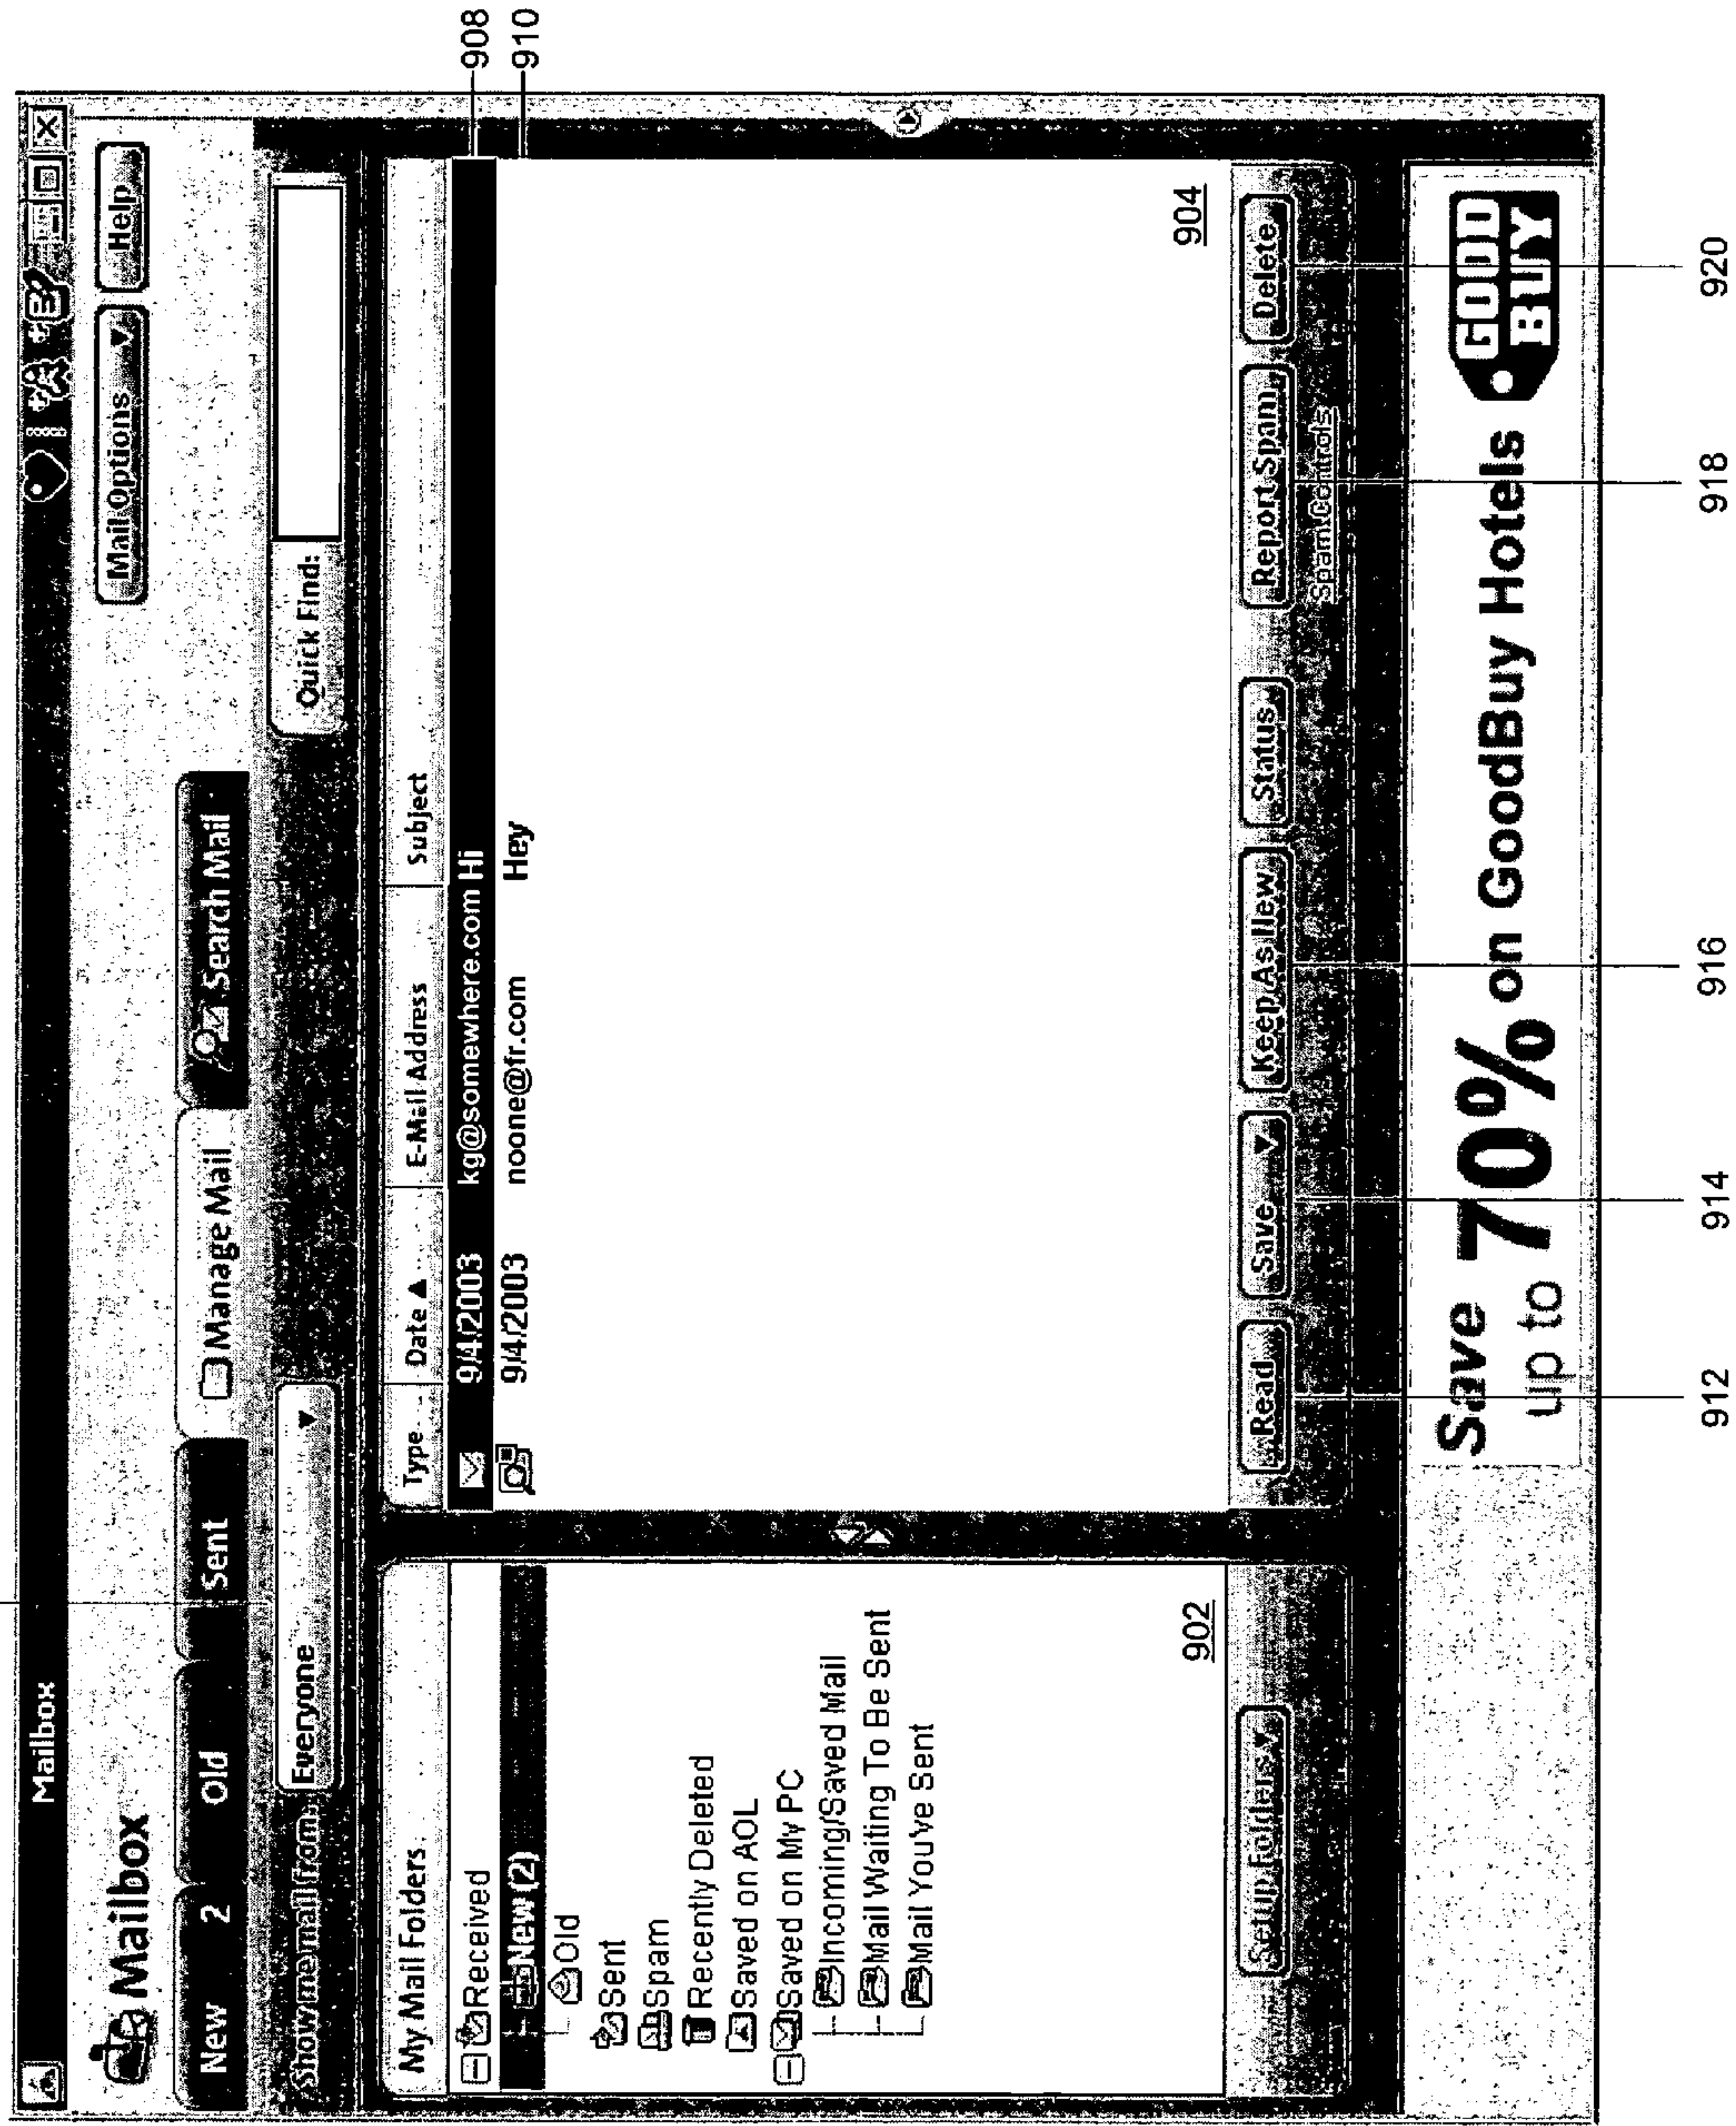 Mailbox
Mailbox
Mail Options
Help
New 2
Old
Sent
Manage Mail
Search Mail
Show me mail from:
Everyone
Quick Find:
My Mail Folders
Received
New (2)
Old
Sent
Spam
Recently Deleted
Saved on AOL
Saved on My PC
Incoming/Saved Mail
Mail Waiting To Be Sent
Mail You've Sent
902
Setup Folders
Type Date E-Mail Address Subject
9/4/2003 kg@somewhere.com Hi
9/4/2003 noone@fr.com Hey
908
910
904
Read
Save
Keep As New
Status
Report Spam
Delete
Spam Controls
Save up to 70% on GoodBuy Hotels
GOOD
BUY
912
914
916
918
920